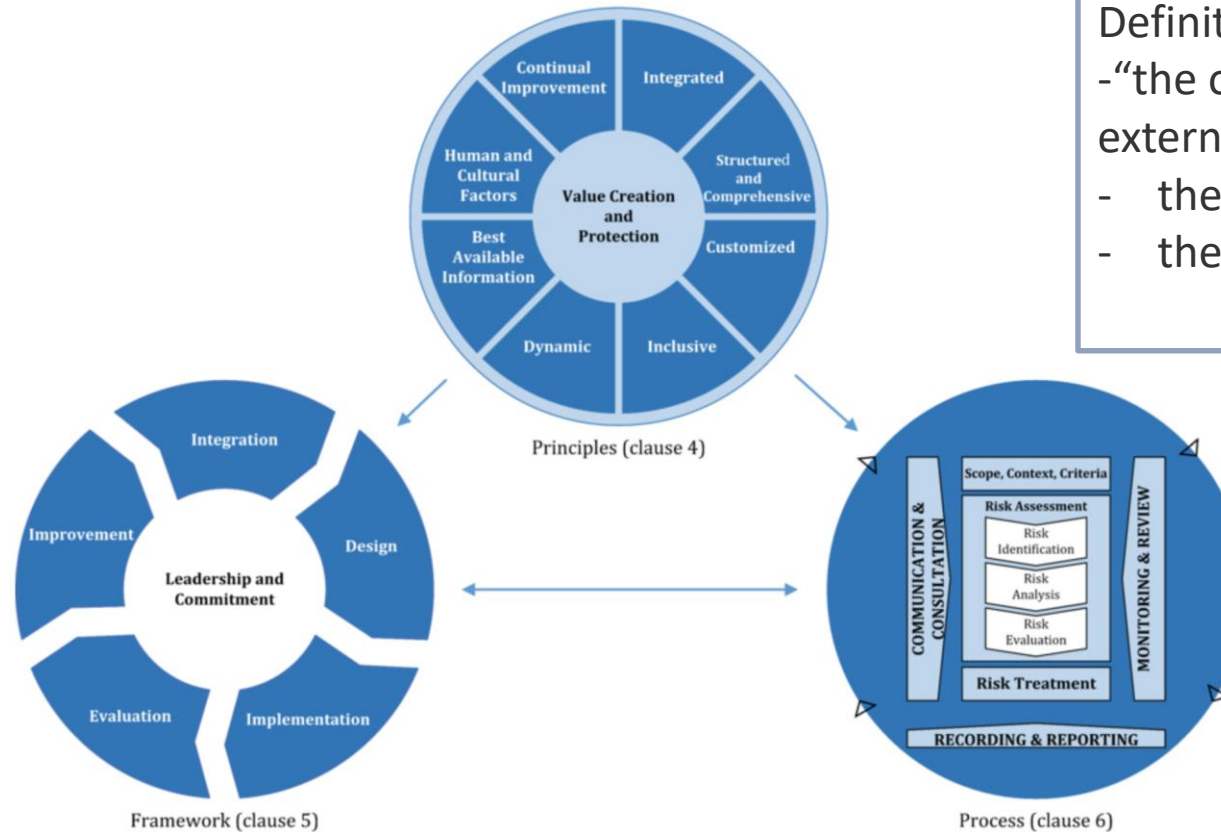 Definit
-“the c
extern
- the
- the
Continual
Improvement
Integrated
Structured
and
Comprehensive
Customized
Inclusive
Dynamic
Best
Available
Information
Human and
Cultural
Factors
Value Creation
and
Protection
Principles (clause 4)
Integration
Design
Implementation
Evaluation
Improvement
Leadership and
Commitment
Framework (clause 5)
Scope, Context, Criteria
Risk Assessment
Risk
Identification
Risk
Analysis
Risk
Evaluation
Risk Treatment
COMMUNICATION &
CONSULTATION
MONITORING & REVIEW
RECORDING & REPORTING
Process (clause 6)